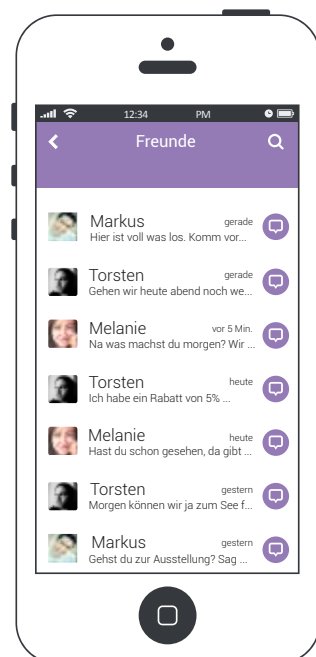 12:34 PM
Freunde
Markus gerade
Hier ist voll was los. Komm vor...
Torsten gerade
Gehen wir heute abend noch we...
Melanie vor 5 Min.
Na was machst du morgen? Wir ...
Torsten heute
Ich habe ein Rabatt von 5% ...
Melanie heute
Hast du schon gesehen, da gibt ...
Torsten gestern
Morgen können wir ja zum See f...
Markus gestern
Gehst du zur Ausstellung? Sag ...